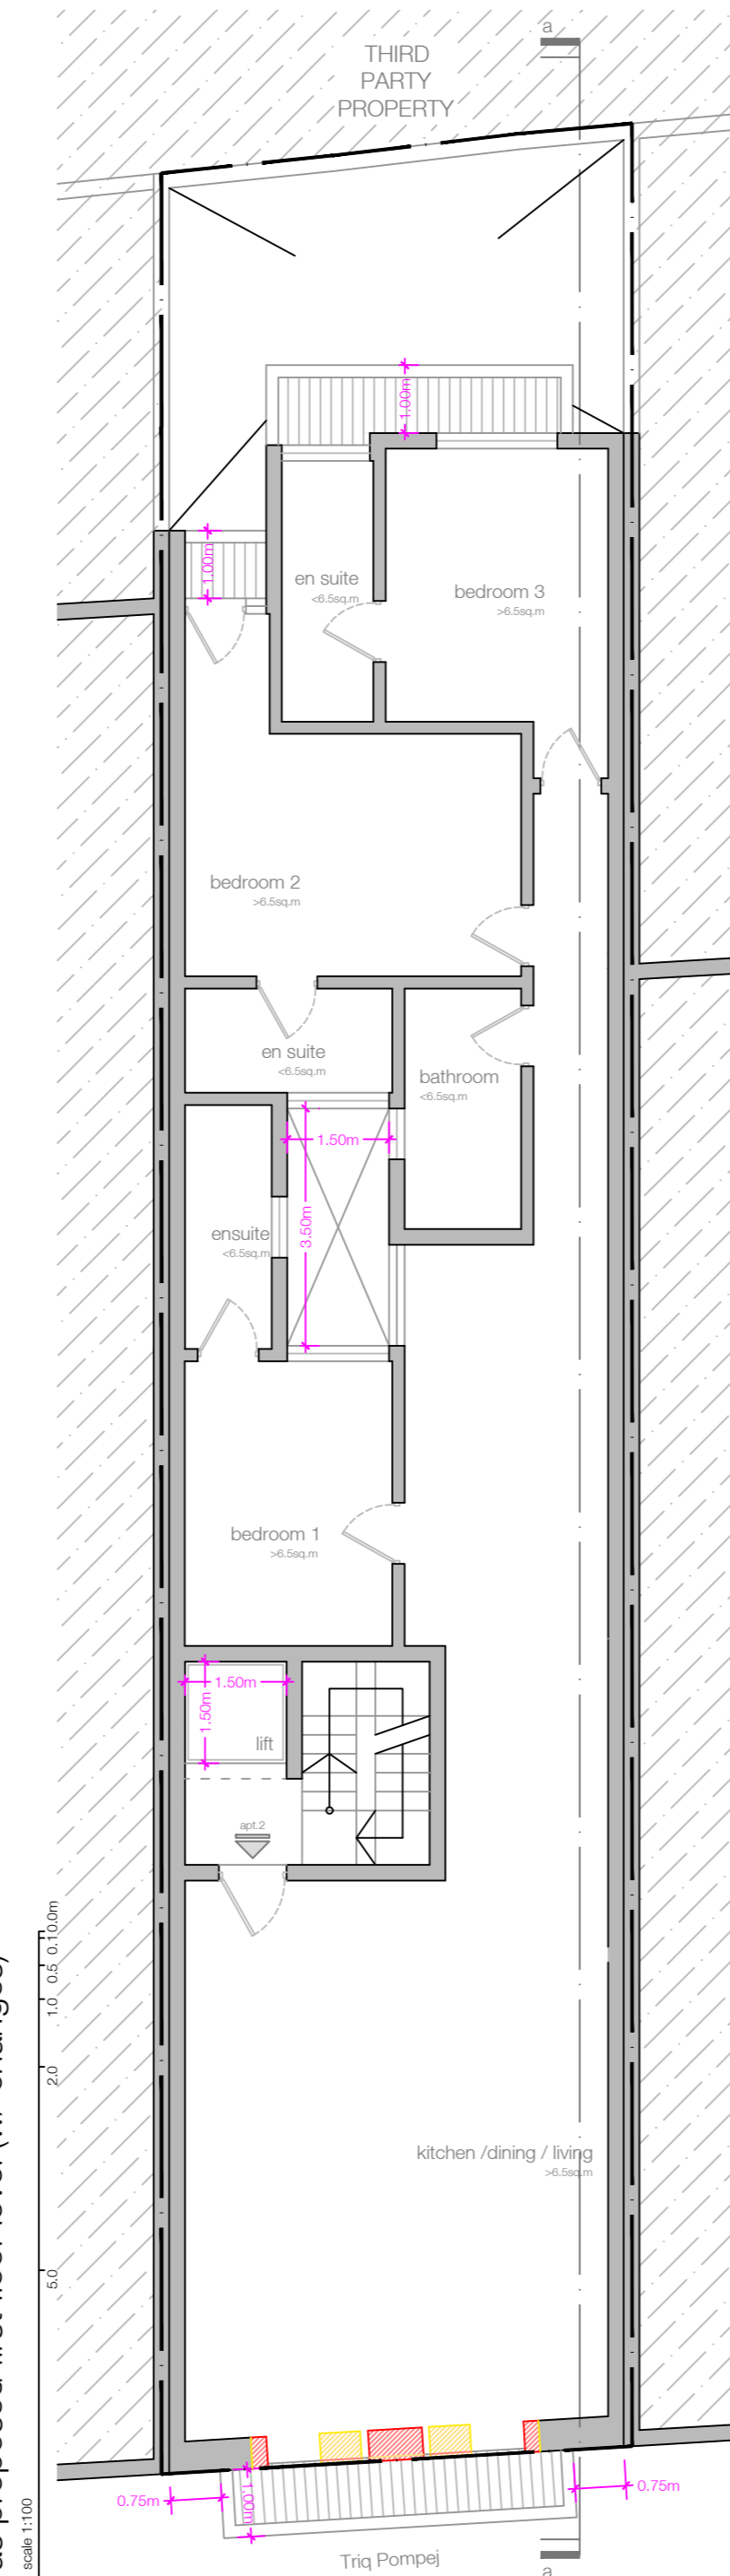 a
THIRD
PARTY
PROPERTY
1.00m
1.00m
en suite
<6.5sq.m
bedroom 3
>6.5sq.m
bedroom 2
>6.5sq.m
en suite
<6.5sq.m
bathroom
<6.5sq.m
1.50m
3.50m
ensuite
<6.5sq.m
bedroom 1
>6.5sq.m
1.50m
1.50m
lift
apt.2
0.0m
0.1
0.5
1.0
2.0
5.0
kitchen /dining / living
>6.5sq.m
scale 1:100
0.75m
1.00m
0.75m
Triq Pompej
a